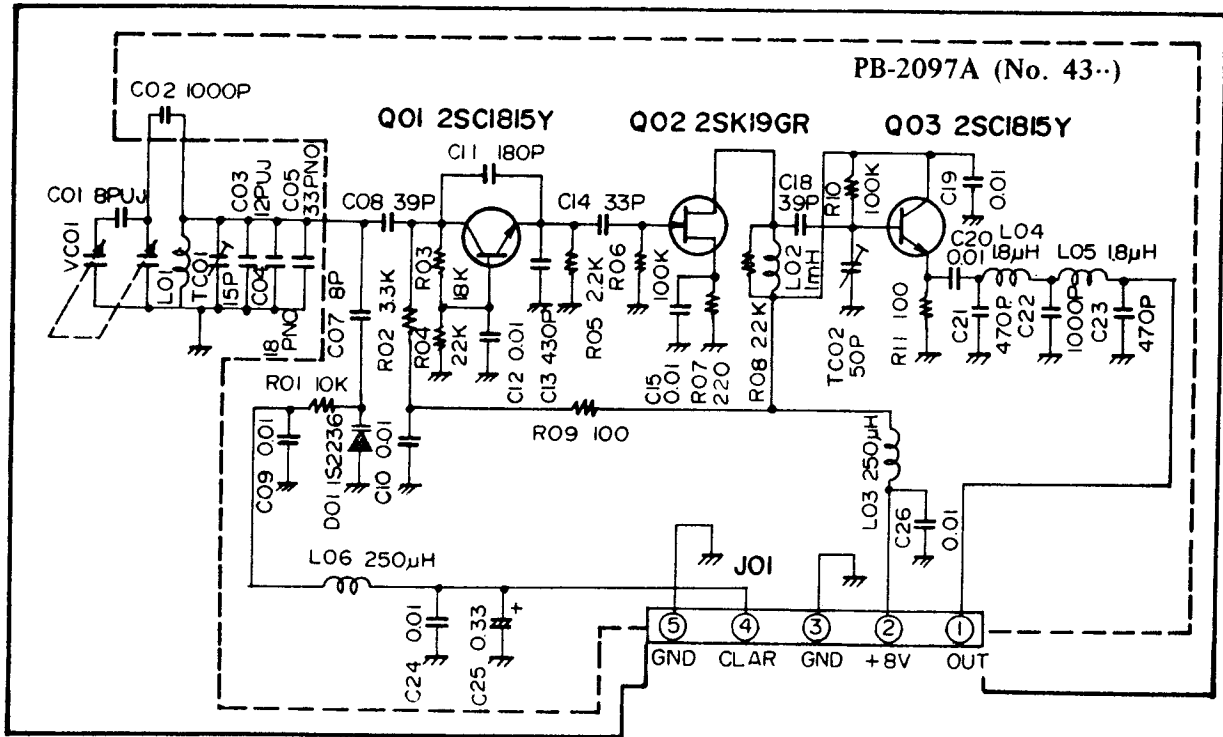 PB-2097A (No. 43··)
C02 1000P
Q01 2SC1815Y
Q02 2SK19GR
Q03 2SC1815Y
C11 180P
C01 8PUJ
VC01
L01
TC01
15P
C03
12PUJ
C04
18
PNO
C05
33PNO
C08 39P
C07 8P
R02 3.3K
R03
18K
R04
22K
C12 0.01
C13 430P
C14 33P
R05
2.2K
R06
100K
C15
0.01
R07
220
C18
39P
L02
1mH
R08 22K
R10
100K
TC02
50P
C19
0.01
C20
0.01
R11 100
L04
1.8µH
L05 1.8µH
C21
470P
C22
1000P
C23
470P
R01 10K
C09 0.01
D01 1S2236
C10 0.01
R09 100
L03 250µH
C26
0.01
L06 250µH
C24 0.01
C25 0.33
+
J01
5 4 3 2 1
GND CLAR GND +8V OUT